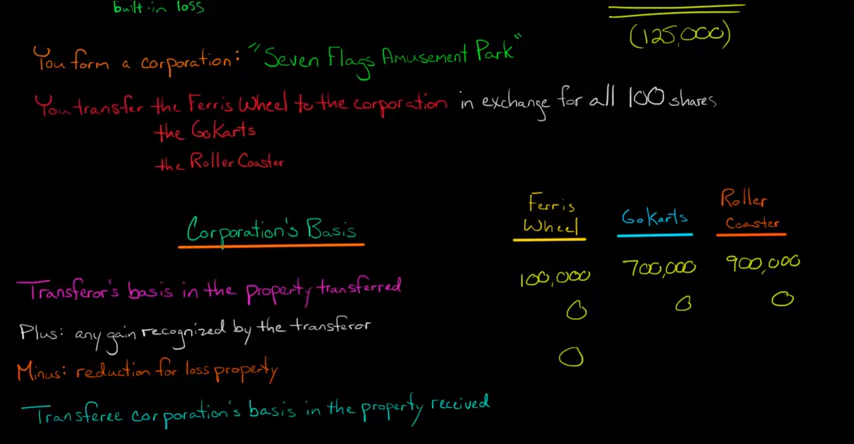 built-in loss
(125,000)
You form a corporation: "Seven Flags Amusement Park"
You transfer the Ferris Wheel to the corporation in exchange for all 100 shares
the GoKarts
the Roller Coaster
Corporation's Basis
Ferris Wheel
GoKarts
Roller Coaster
Transferor's basis in the property transferred 100,000 700,000 900,000
Plus: any gain recognized by the transferor 0 0 0
Minus: reduction for loss property 0
Transferee corporation's basis in the property received